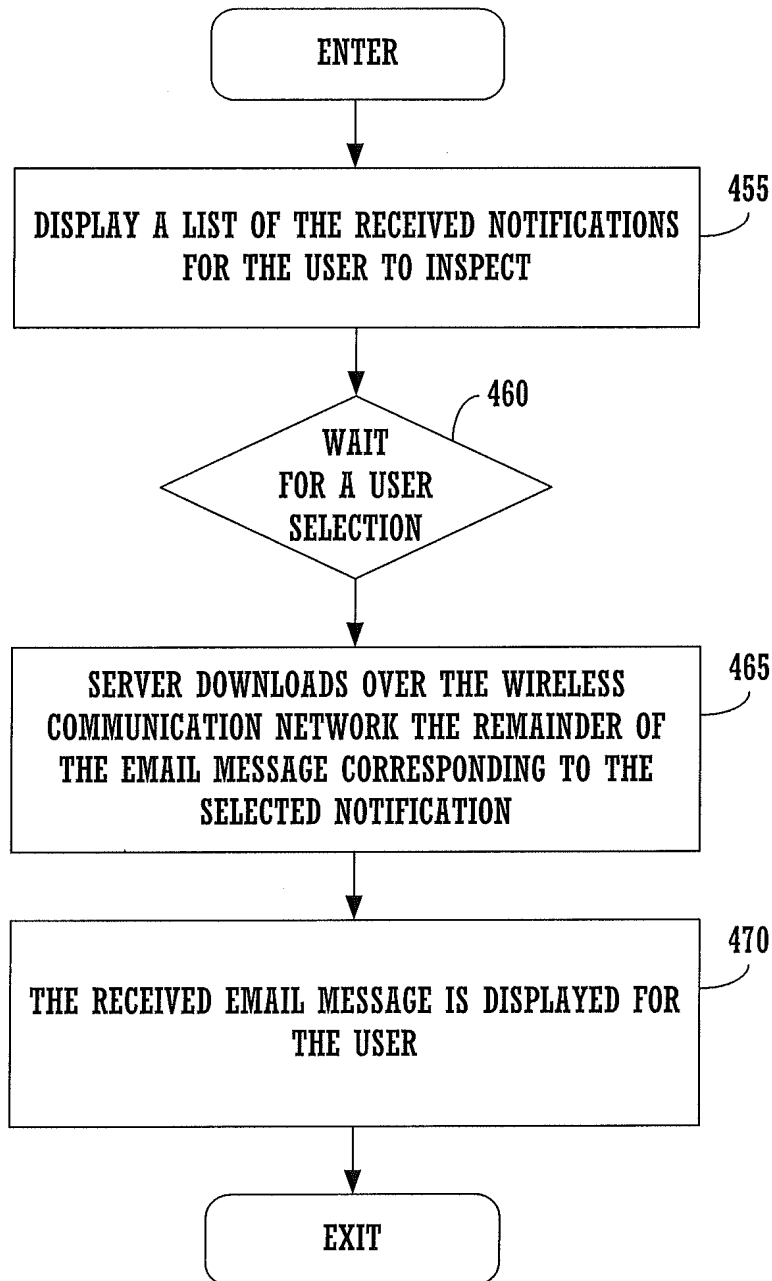 ENTER
455
DISPLAY A LIST OF THE RECEIVED NOTIFICATIONS
FOR THE USER TO INSPECT
460
WAIT
FOR A USER
SELECTION
465
SERVER DOWNLOADS OVER THE WIRELESS
COMMUNICATION NETWORK THE REMAINDER OF
THE EMAIL MESSAGE CORRESPONDING TO THE
SELECTED NOTIFICATION
470
THE RECEIVED EMAIL MESSAGE IS DISPLAYED FOR
THE USER
EXIT